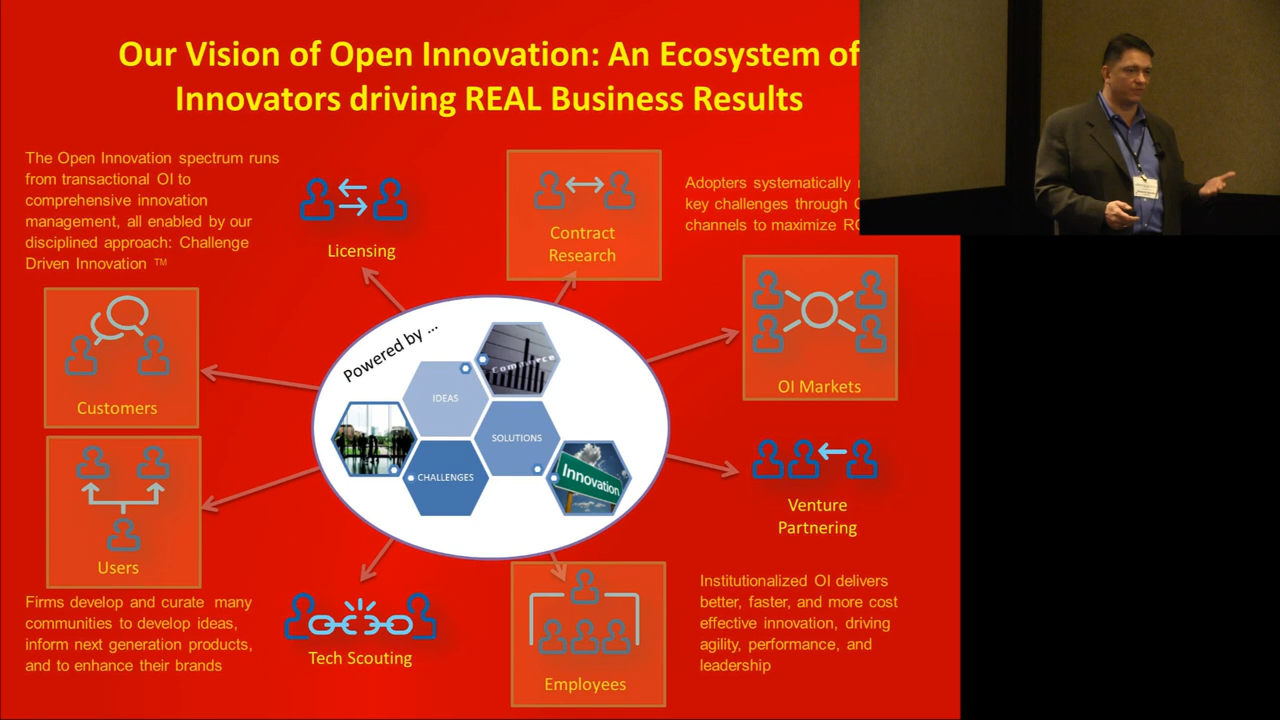 Our Vision of Open Innovation: An Ecosystem of
Innovators driving REAL Business Results
The Open Innovation spectrum runs
from transactional OI to
comprehensive innovation
management, all enabled by our
disciplined approach: Challenge
Driven Innovation ™
Licensing
Contract
Research
Adopters systematically
key challenges through
channels to maximize
Customers
OI Markets
Powered by ...
Commerce
IDEAS
SOLUTIONS
CHALLENGES
Innovation
Users
Venture
Partnering
Firms develop and curate many
communities to develop ideas,
inform next generation products,
and to enhance their brands
Tech Scouting
Employees
Institutionalized OI delivers
better, faster, and more cost
effective innovation, driving
agility, performance, and
leadership